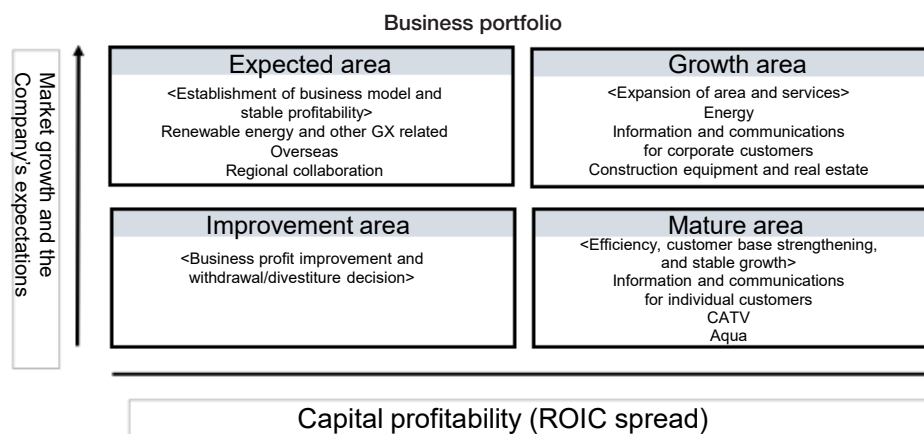 Business portfolio
Market growth and the
Company's expectations
Expected area
<Establishment of business model and
stable profitability>
Renewable energy and other GX related
Overseas
Regional collaboration
Growth area
<Expansion of area and services>
Energy
Information and communications
for corporate customers
Construction equipment and real estate
Improvement area
<Business profit improvement and
withdrawal/divestiture decision>
Mature area
<Efficiency, customer base strengthening,
and stable growth>
Information and communications
for individual customers
CATV
Aqua
Capital profitability (ROIC spread)